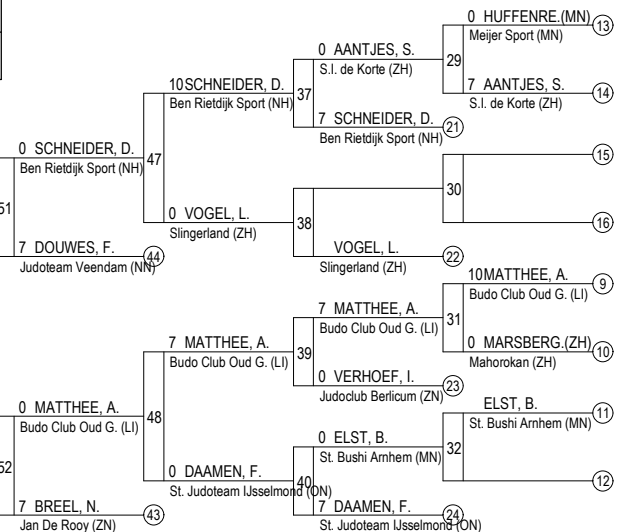 0 HUFFENRE.(MN) 13
Meijer Sport (MN)
0 AANTJES, S.
S.I. de Korte (ZH)
29
10SCHNEIDER, D.
Ben Rietdijk Sport (NH)
37
7 AANTJES, S. 14
S.I. de Korte (ZH)
7 SCHNEIDER, D. 21
Ben Rietdijk Sport (NH)
0 SCHNEIDER, D.
Ben Rietdijk Sport (NH)
47
15
30
51
0 VOGEL, L.
Slingerland (ZH)
38
16
7 DOUWES, F. 44
Judoteam Veendam (NN)
VOGEL, L. 22
Slingerland (ZH)
10MATTHEE, A. 9
Budo Club Oud G. (LI)
7 MATTHEE, A.
Budo Club Oud G. (LI)
31
7 MATTHEE, A.
Budo Club Oud G. (LI)
39
0 MARSBERG.(ZH) 10
Mahorokan (ZH)
0 VERHOEF, I. 23
Judoclub Berlicum (ZN)
0 MATTHEE, A.
Budo Club Oud G. (LI)
48
ELST, B. 11
St. Bushi Arnhem (MN)
0 ELST, B.
St. Bushi Arnhem (MN)
32
52
0 DAAMEN, F.
St. Judoteam IJsselmond (ON)
40
12
7 BREEL, N. 43
Jan De Rooy (ZN)
7 DAAMEN, F. 24
St. Judoteam IJsselmond (ON)